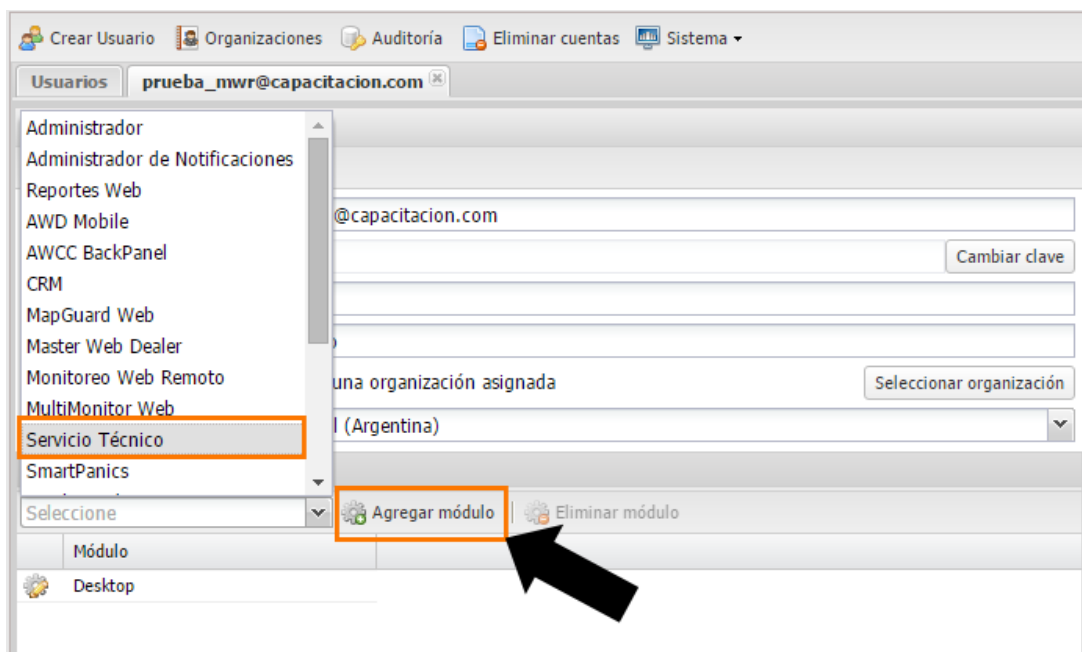 Crear Usuario Organizaciones Auditoría Eliminar cuentas Sistema
Usuarios prueba_mwr@capacitacion.com
Administrador
Administrador de Notificaciones
Reportes Web
AWD Mobile
@capacitacion.com
AWCC BackPanel
Cambiar clave
CRM
MapGuard Web
Master Web Dealer
Monitoreo Web Remoto
una organización asignada Seleccionar organización
MultiMonitor Web
(Argentina)
Servicio Técnico
SmartPanics
Seleccione Agregar módulo Eliminar módulo
Módulo
Desktop